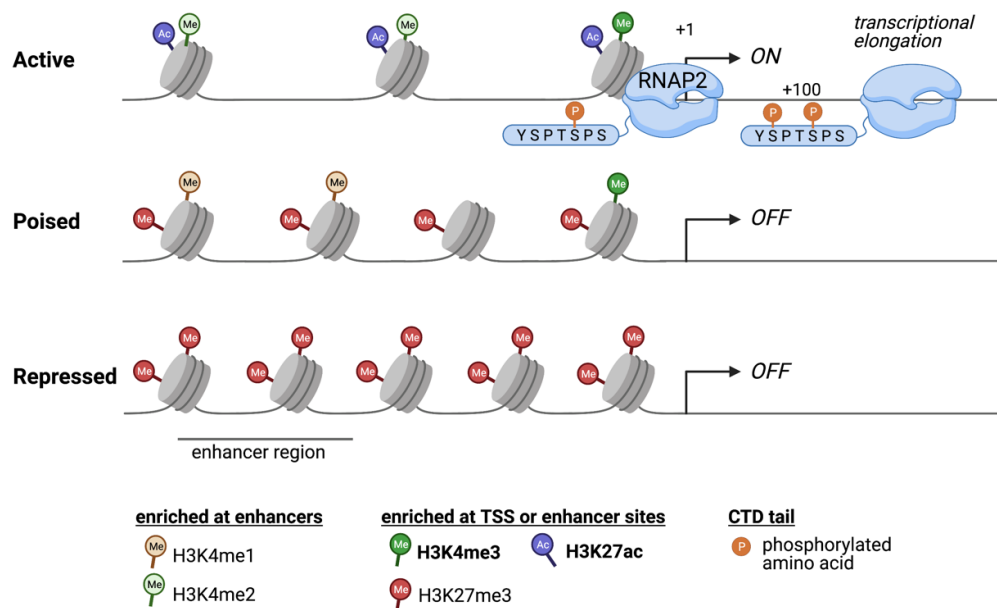 Active
Ac Me
Ac Me
Ac Me
+1
ON
transcriptional
elongation
RNAP2
+100
P
YSPTSPS
P P
YSPTSPS
Poised
Me Me
Me Me
Me
Me Me
OFF
Repressed
Me Me
Me Me
Me Me
Me Me
Me Me
OFF
enhancer region
enriched at enhancers
Me H3K4me1
Me H3K4me2
enriched at TSS or enhancer sites
Me H3K4me3
Ac H3K27ac
Me H3K27me3
CTD tail
P phosphorylated
amino acid